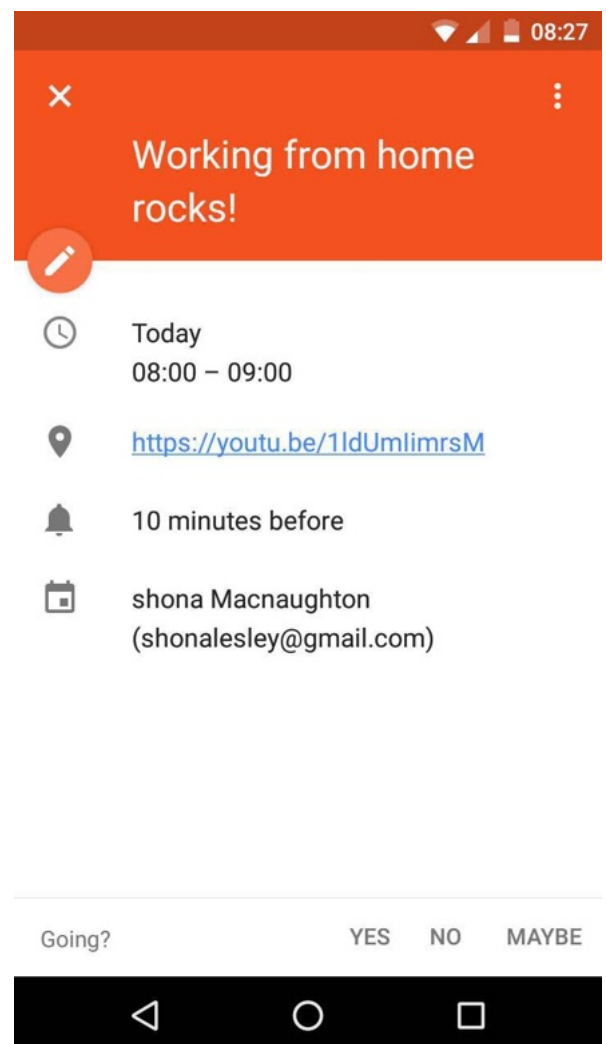 08:27
Working from home
rocks!
Today
08:00 – 09:00
https://youtu.be/1ldUmIimrsM
10 minutes before
shona Macnaughton
(shonalesley@gmail.com)
Going? YES NO MAYBE